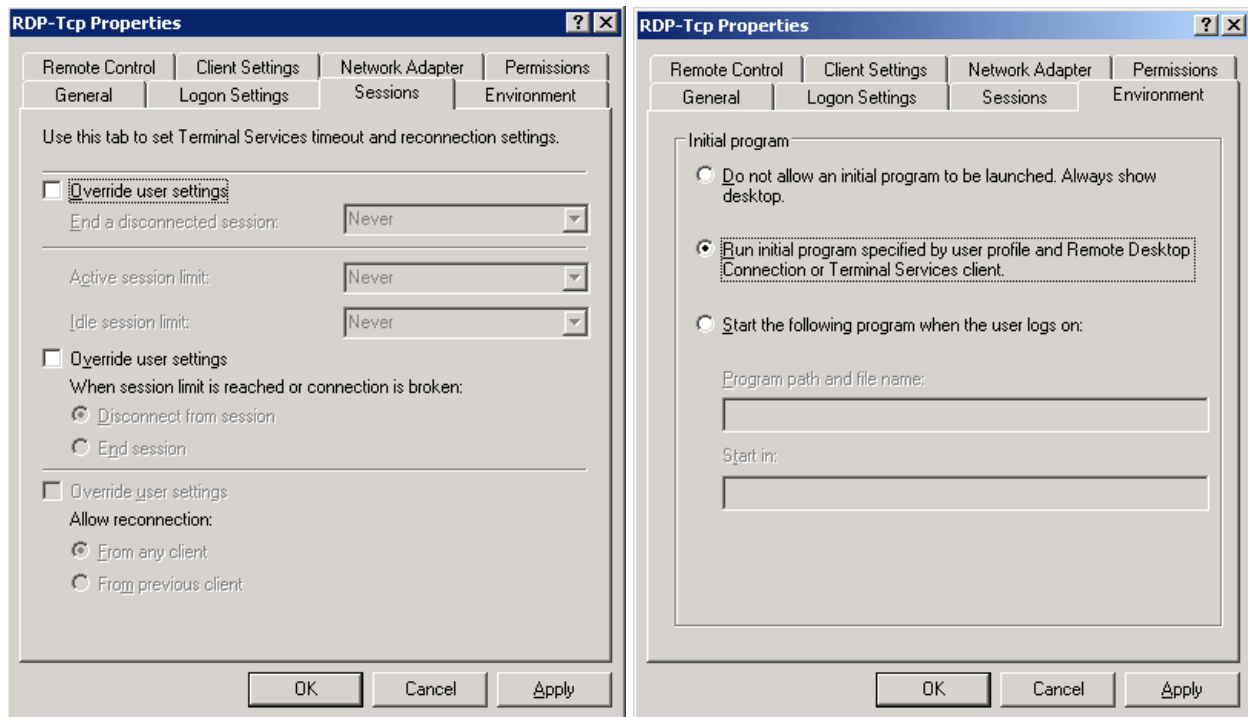 RDP-Tcp Properties
Remote Control Client Settings Network Adapter Permissions
General Logon Settings Sessions Environment
Use this tab to set Terminal Services timeout and reconnection settings.
Override user settings
End a disconnected session: Never
Active session limit: Never
Idle session limit: Never
Override user settings
When session limit is reached or connection is broken:
Disconnect from session
End session
Override user settings
Allow reconnection:
From any client
From previous client
OK Cancel Apply
RDP-Tcp Properties
Remote Control Client Settings Network Adapter Permissions
General Logon Settings Sessions Environment
Initial program
Do not allow an initial program to be launched. Always show
desktop.
Run initial program specified by user profile and Remote Desktop
Connection or Terminal Services client.
Start the following program when the user logs on:
Program path and file name:
Start in:
OK Cancel Apply